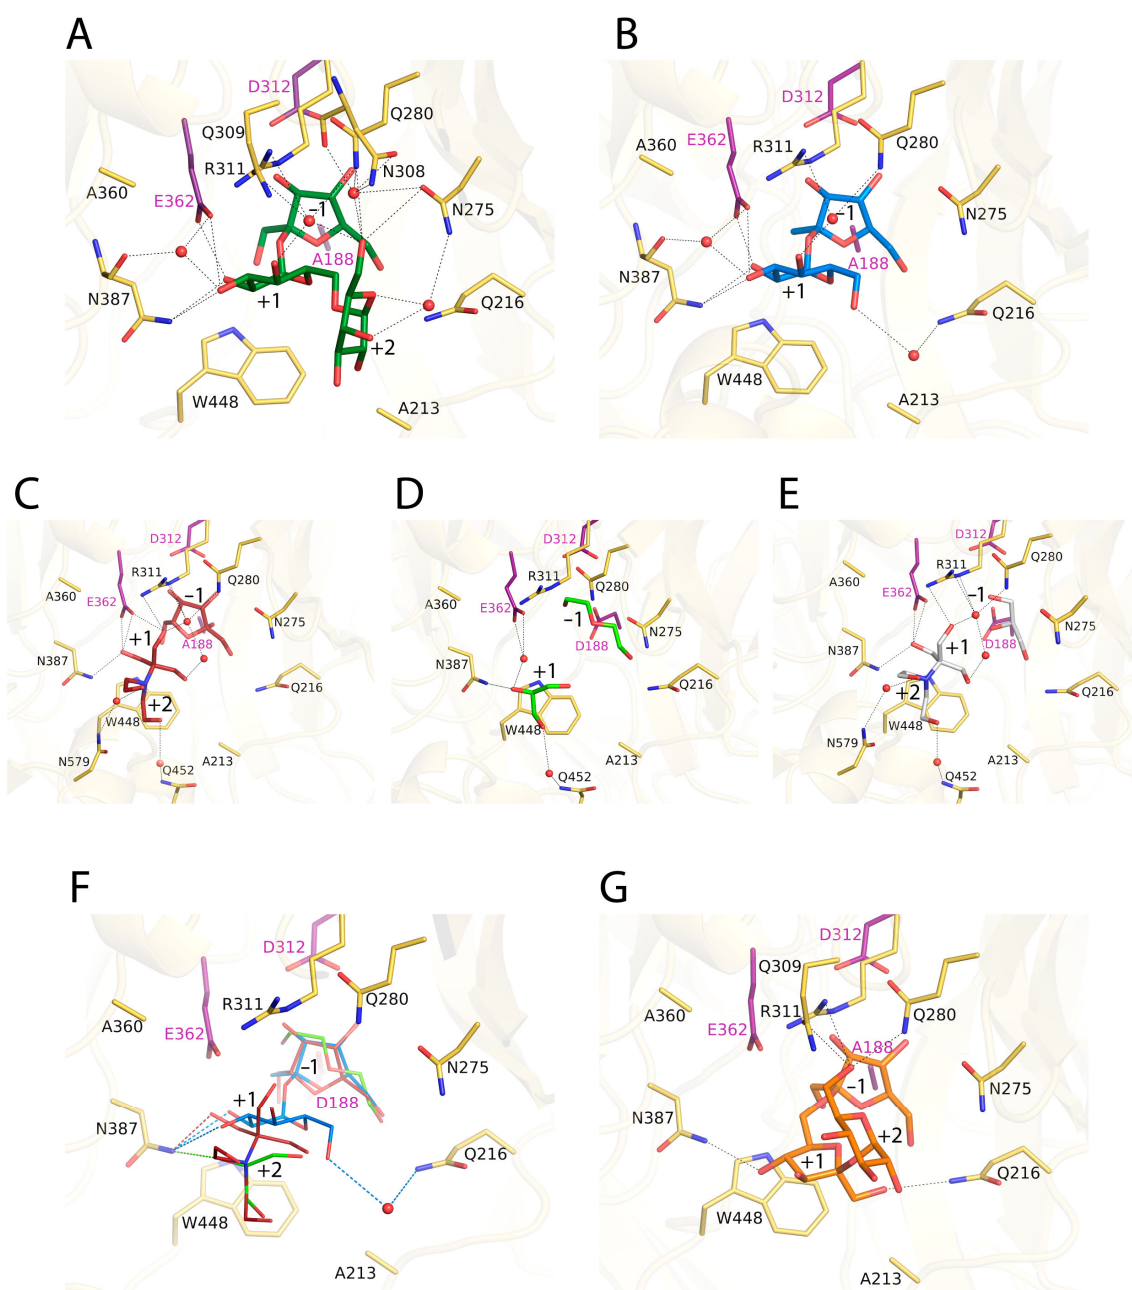 A
D312
Q280
Q309
R311
N308
A360
E362
–1
N275
A188
N387
+1
Q216
+2
W448
A213
B
D312
E362
R311
Q280
A360
–1
N275
A188
N387
+1
Q216
W448
A213
C
D312
R311
Q280
A360
–1
E362
N275
+1
A188
N387
Q216
+2
W448
N579
A213
Q452
D
D312
R311
Q280
A360
E362
–1
N275
D188
N387
+1
Q216
W448
A213
Q452
E
D312
R311
A360
Q280
–1
E362
N275
+1
D188
N387
+2
Q216
W448
N579
A213
Q452
F
D312
Q280
R311
A360
E362
–1
N275
+1
D188
N387
+2
Q216
W448
A213
G
D312
Q309
R311
A360
Q280
E362
A188
–1
N275
N387
+2
+1
Q216
W448
A213